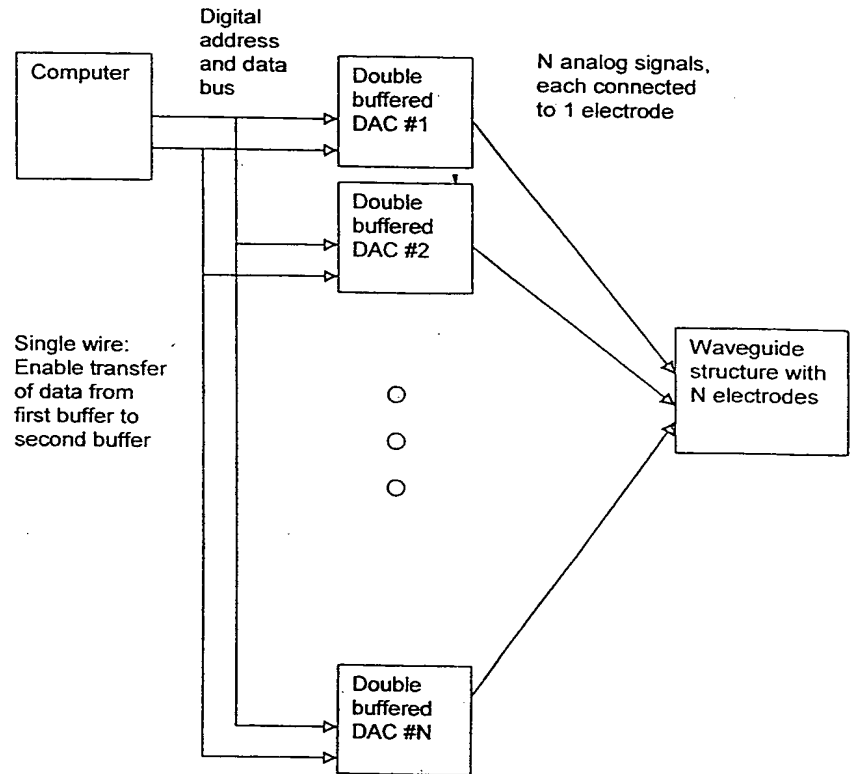 Digital
address
and data
bus
Computer
Double
buffered
DAC #1
N analog signals,
each connected
to 1 electrode
Double
buffered
DAC #2
Single wire:
Enable transfer
of data from
first buffer to
second buffer
Waveguide
structure with
N electrodes
Double
buffered
DAC #N